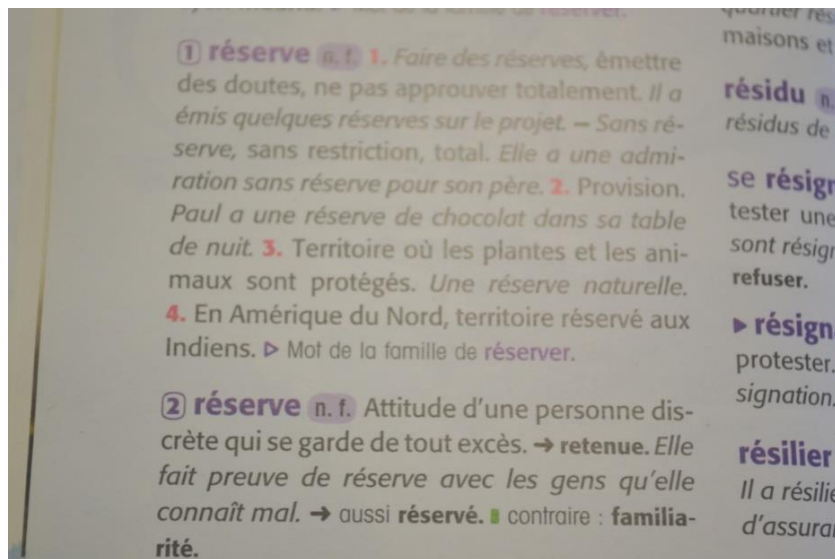 réserver.
① réserve n. f. 1. Faire des réserves, émettre
des doutes, ne pas approuver totalement. Il a
émis quelques réserves sur le projet. – Sans ré-
serve, sans restriction, total. Elle a une admi-
ration sans réserve pour son père. 2. Provision.
Paul a une réserve de chocolat dans sa table
de nuit. 3. Territoire où les plantes et les ani-
maux sont protégés. Une réserve naturelle.
4. En Amérique du Nord, territoire réservé aux
Indiens. ▷ Mot de la famille de réserver.
② réserve n. f. Attitude d'une personne dis-
crète qui se garde de tout excès. ➔ retenue. Elle
fait preuve de réserve avec les gens qu'elle
connaît mal. ➔ aussi réservé. ▮ contraire : familia-
rité.
maisons et
résidu n.
résidus de
se résign
tester une
sont résign
refuser.
▶ résign
protester.
signation.
résilier
Il a résilie
d'assuran